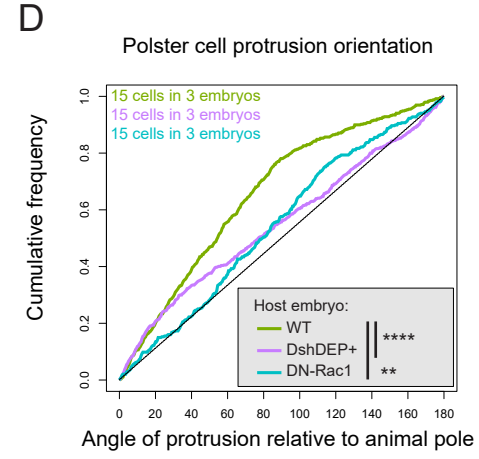 D
Polster cell protrusion orientation
15 cells in 3 embryos
15 cells in 3 embryos
15 cells in 3 embryos
Cumulative frequency
1.0
0.8
0.6
0.4
0.2
0.0
Host embryo:
WT
DshDEP+
DN-Rac1
****
**
0 20 40 60 80 100 120 140 160 180
Angle of protrusion relative to animal pole